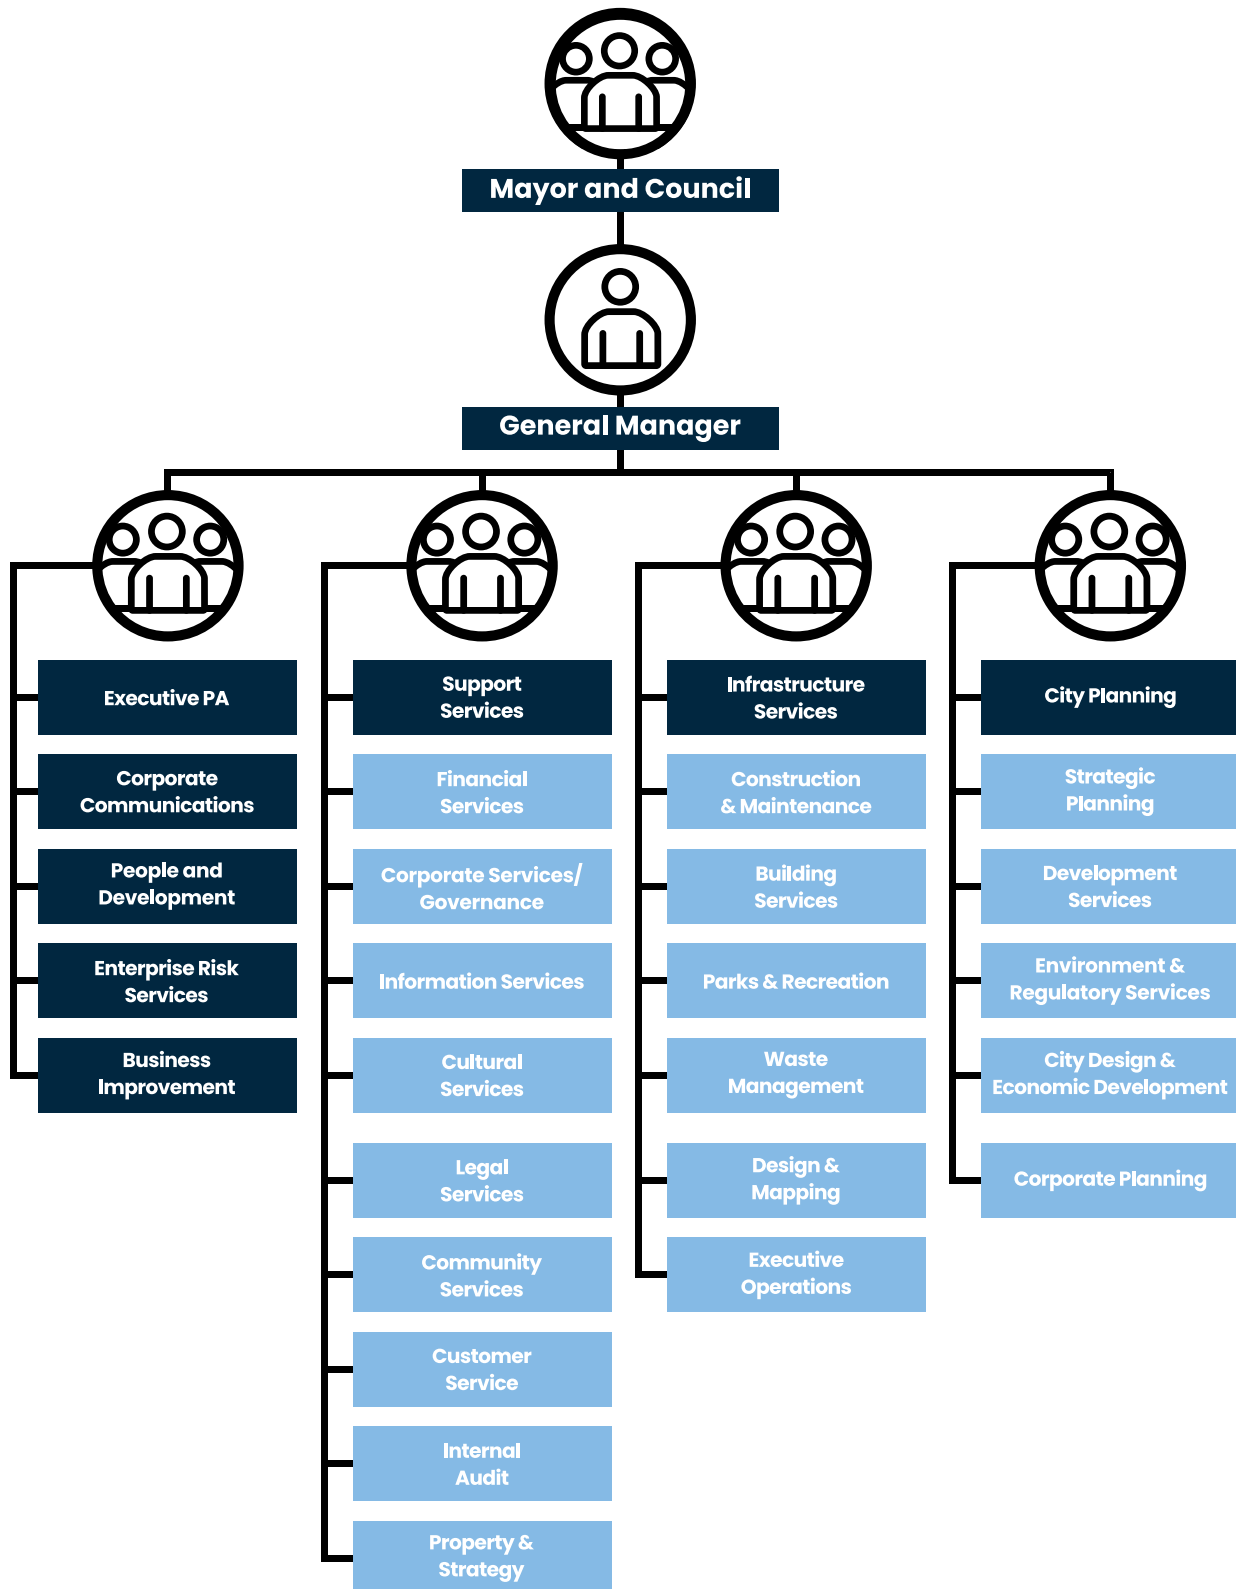 Mayor and Council
General Manager
Executive PA
Corporate
Communications
People and
Development
Enterprise Risk
Services
Business
Improvement
Support
Services
Financial
Services
Corporate Services/
Governance
Information Services
Cultural
Services
Legal
Services
Community
Services
Customer
Service
Internal
Audit
Property &
Strategy
Infrastructure
Services
Construction
& Maintenance
Building
Services
Parks & Recreation
Waste
Management
Design &
Mapping
Executive
Operations
City Planning
Strategic
Planning
Development
Services
Environment &
Regulatory Services
City Design &
Economic Development
Corporate Planning